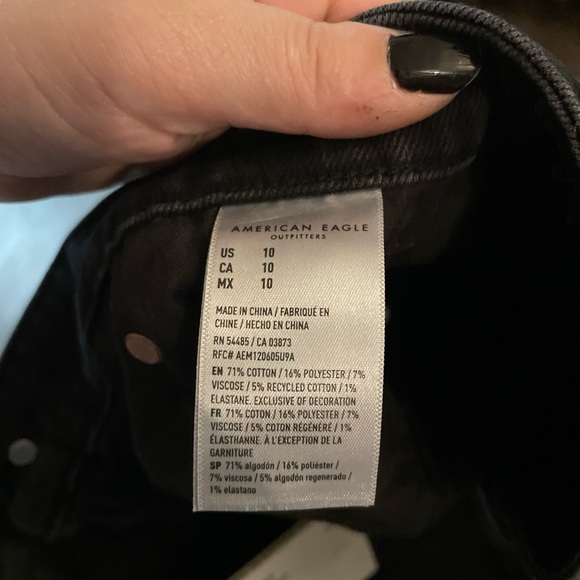 AMERICAN EAGLE
OUTFITTERS
US 10
CA 10
MX 10
MADE IN CHINA / FABRIQUÉ EN
CHINE / HECHO EN CHINA
RN 54485 / CA 03873
RFC# AEM120605U9A
EN 71% COTTON / 16% POLYESTER / 7%
VISCOSE / 5% RECYCLED COTTON / 1%
ELASTANE. EXCLUSIVE OF DECORATION
FR 71% COTON / 16% POLYESTER / 7%
VISCOSE / 5% COTON RÉGÉNÉRÉ / 1%
ÉLASTHANNE. À L'EXCEPTION DE LA
GARNITURE
SP 71% algodón / 16% poliéster /
7% viscosa / 5% algodón regenerado /
1% elastano